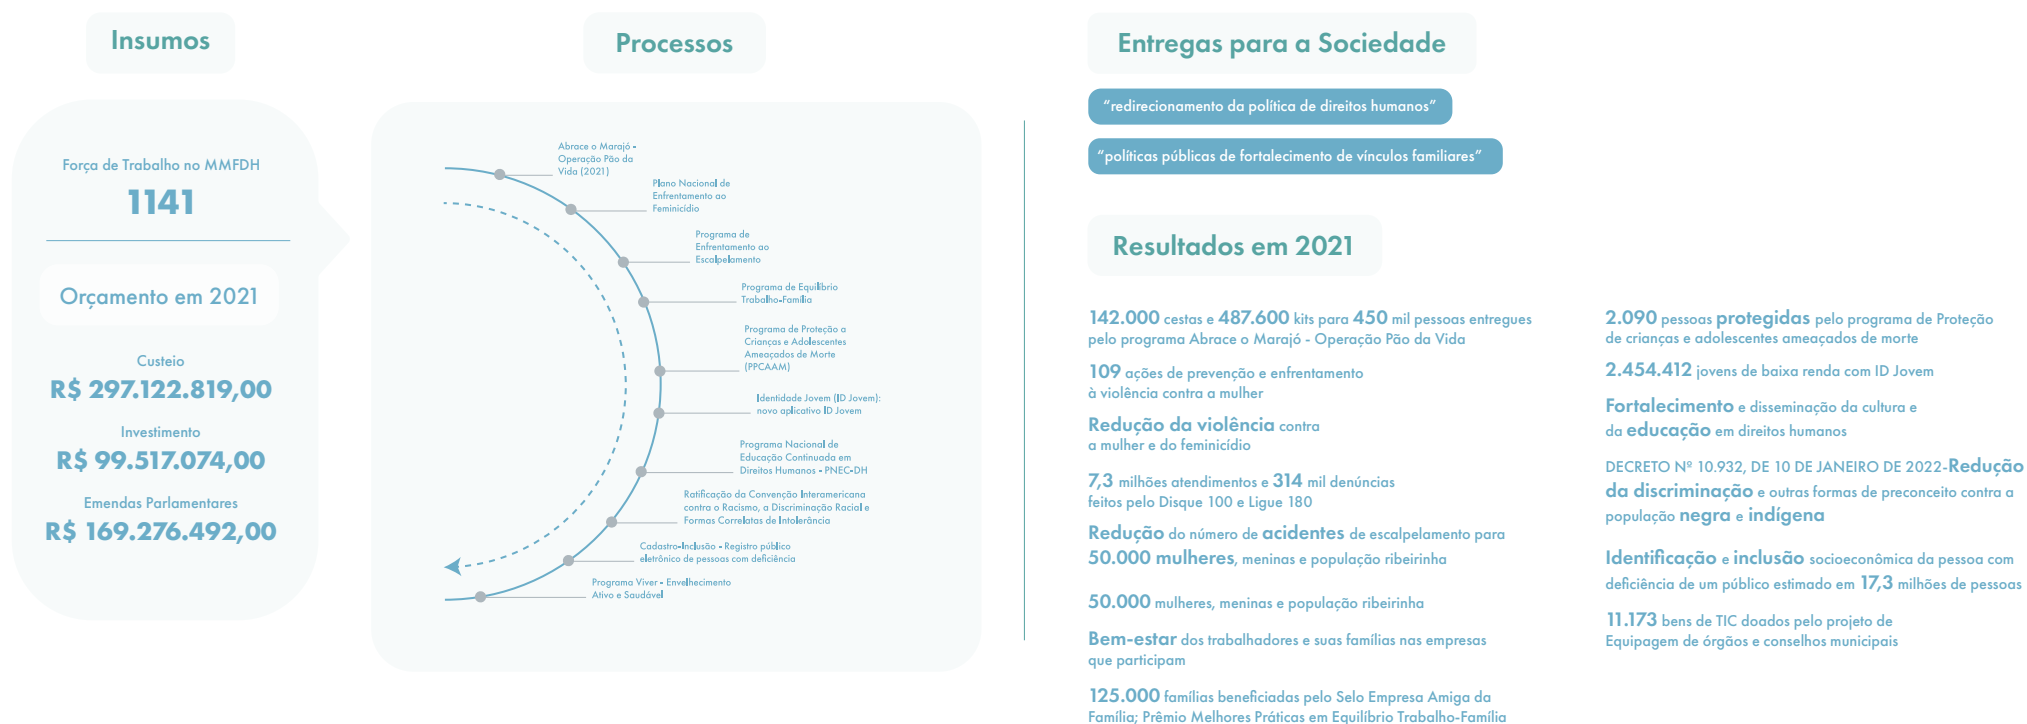 Insumos
Força de Trabalho no MMFDH
1141
Orçamento em 2021
Custeio
R$ 297.122.819,00
Investimento
R$ 99.517.074,00
Emendas Parlamentares
R$ 169.276.492,00
Processos
Abrace o Marajó -
Operação Pão da
Vida (2021)
Plano Nacional de
Enfrentamento ao
Feminicídio
Programa de
Enfrentamento ao
Escalpelamento
Programa de Equilíbrio
Trabalho-Família
Programa de Proteção a
Crianças e Adolescentes
Ameaçados de Morte
(PPCAAM)
Identidade Jovem (ID Jovem):
novo aplicativo ID Jovem
Programa Nacional de
Educação Continuada em
Direitos Humanos - PNEC-DH
Ratificação da Convenção Interamericana
contra o Racismo, a Discriminação Racial e
Formas Correlatas de Intolerância
Cadastro-Inclusão - Registro público
eletrônico de pessoas com deficiência
Programa Viver - Envelhecimento
Ativo e Saudável
Entregas para a Sociedade
“redirecionamento da política de direitos humanos”
“políticas públicas de fortalecimento de vínculos familiares”
Resultados em 2021
142.000 cestas e 487.600 kits para 450 mil pessoas entregues
pelo programa Abrace o Marajó - Operação Pão da Vida
109 ações de prevenção e enfrentamento
à violência contra a mulher
Redução da violência contra
a mulher e do feminicídio
7,3 milhões atendimentos e 314 mil denúncias
feitos pelo Disque 100 e Ligue 180
Redução do número de acidentes de escalpelamento para
50.000 mulheres, meninas e população ribeirinha
50.000 mulheres, meninas e população ribeirinha
Bem-estar dos trabalhadores e suas famílias nas empresas
que participam
125.000 famílias beneficiadas pelo Selo Empresa Amiga da
Família; Prêmio Melhores Práticas em Equilíbrio Trabalho-Família
2.090 pessoas protegidas pelo programa de Proteção
de crianças e adolescentes ameaçados de morte
2.454.412 jovens de baixa renda com ID Jovem
Fortalecimento e disseminação da cultura e
da educação em direitos humanos
DECRETO Nº 10.932, DE 10 DE JANEIRO DE 2022-Redução
da discriminação e outras formas de preconceito contra a
população negra e indígena
Identificação e inclusão socioeconômica da pessoa com
deficiência de um público estimado em 17,3 milhões de pessoas
11.173 bens de TIC doados pelo projeto de
Equipagem de órgãos e conselhos municipais